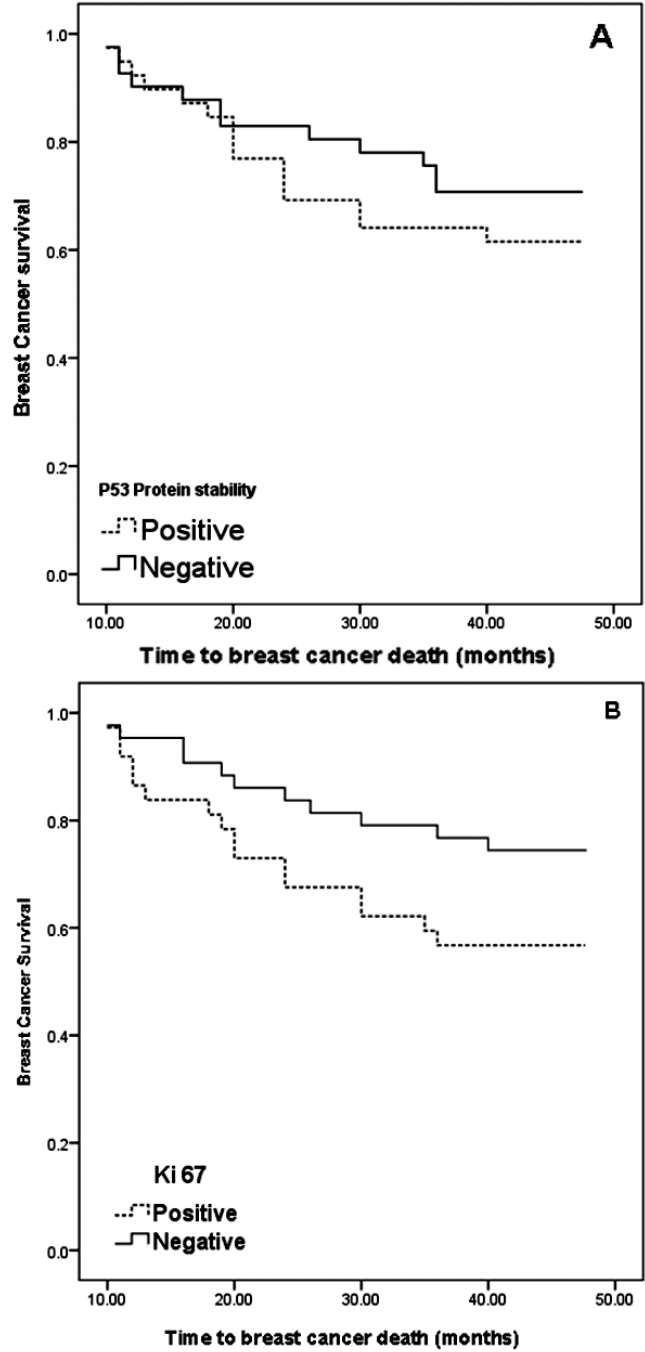 A
1.0
0.8
0.6
0.4
0.2
0.0
Breast Cancer survival
P53 Protein stability
Positive
Negative
10.00 20.00 30.00 40.00 50.00
Time to breast cancer death (months)
B
1.0
0.8
0.6
0.4
0.2
0.0
Breast Cancer Survival
Ki 67
Positive
Negative
10.00 20.00 30.00 40.00 50.00
Time to breast cancer death (months)